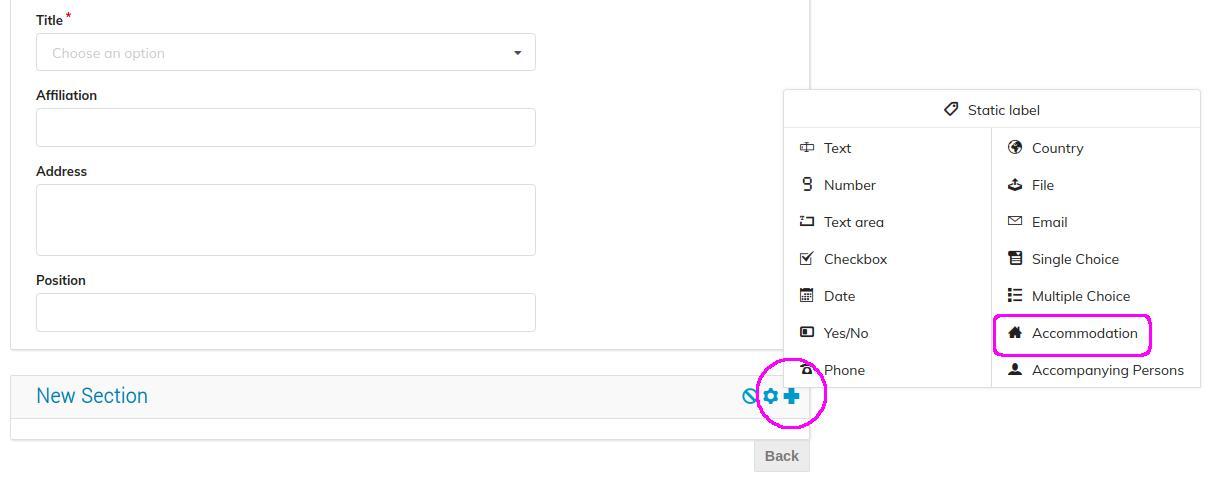 Title *
Choose an option
Affiliation
Address
Position
New Section
Back
Static label
Text
Number
Text area
Checkbox
Date
Yes/No
Phone
Country
File
Email
Single Choice
Multiple Choice
Accommodation
Accompanying Persons